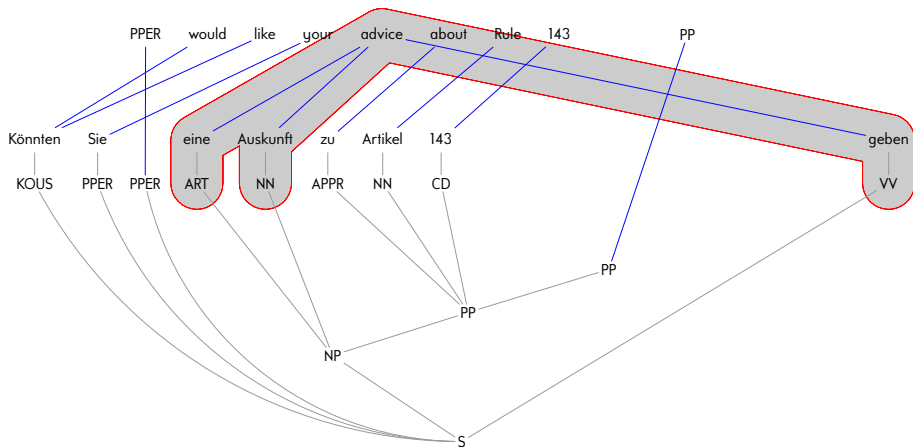 PPER would like your advice about Rule 143 PP
Könnten Sie eine Auskunft zu Artikel 143 geben
KOUS PPER PPER ART NN APPR NN CD VV
PP
PP
NP
S